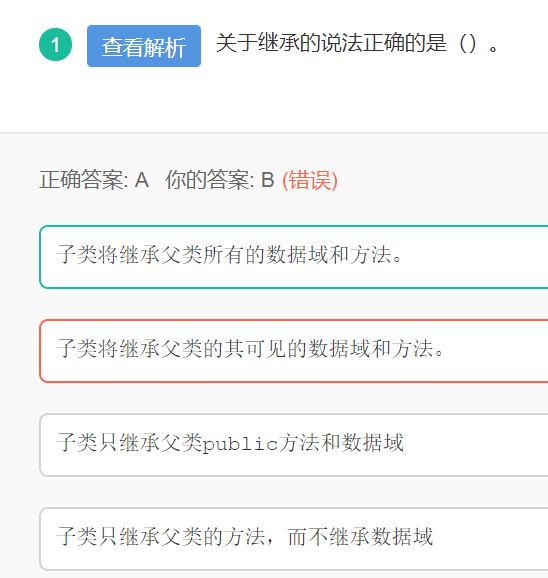 1 查看解析 关于继承的说法正确的是（）。
正确答案: A 你的答案: B (错误)
子类将继承父类所有的数据域和方法。
子类将继承父类的其可见的数据域和方法。
子类只继承父类public方法和数据域
子类只继承父类的方法，而不继承数据域